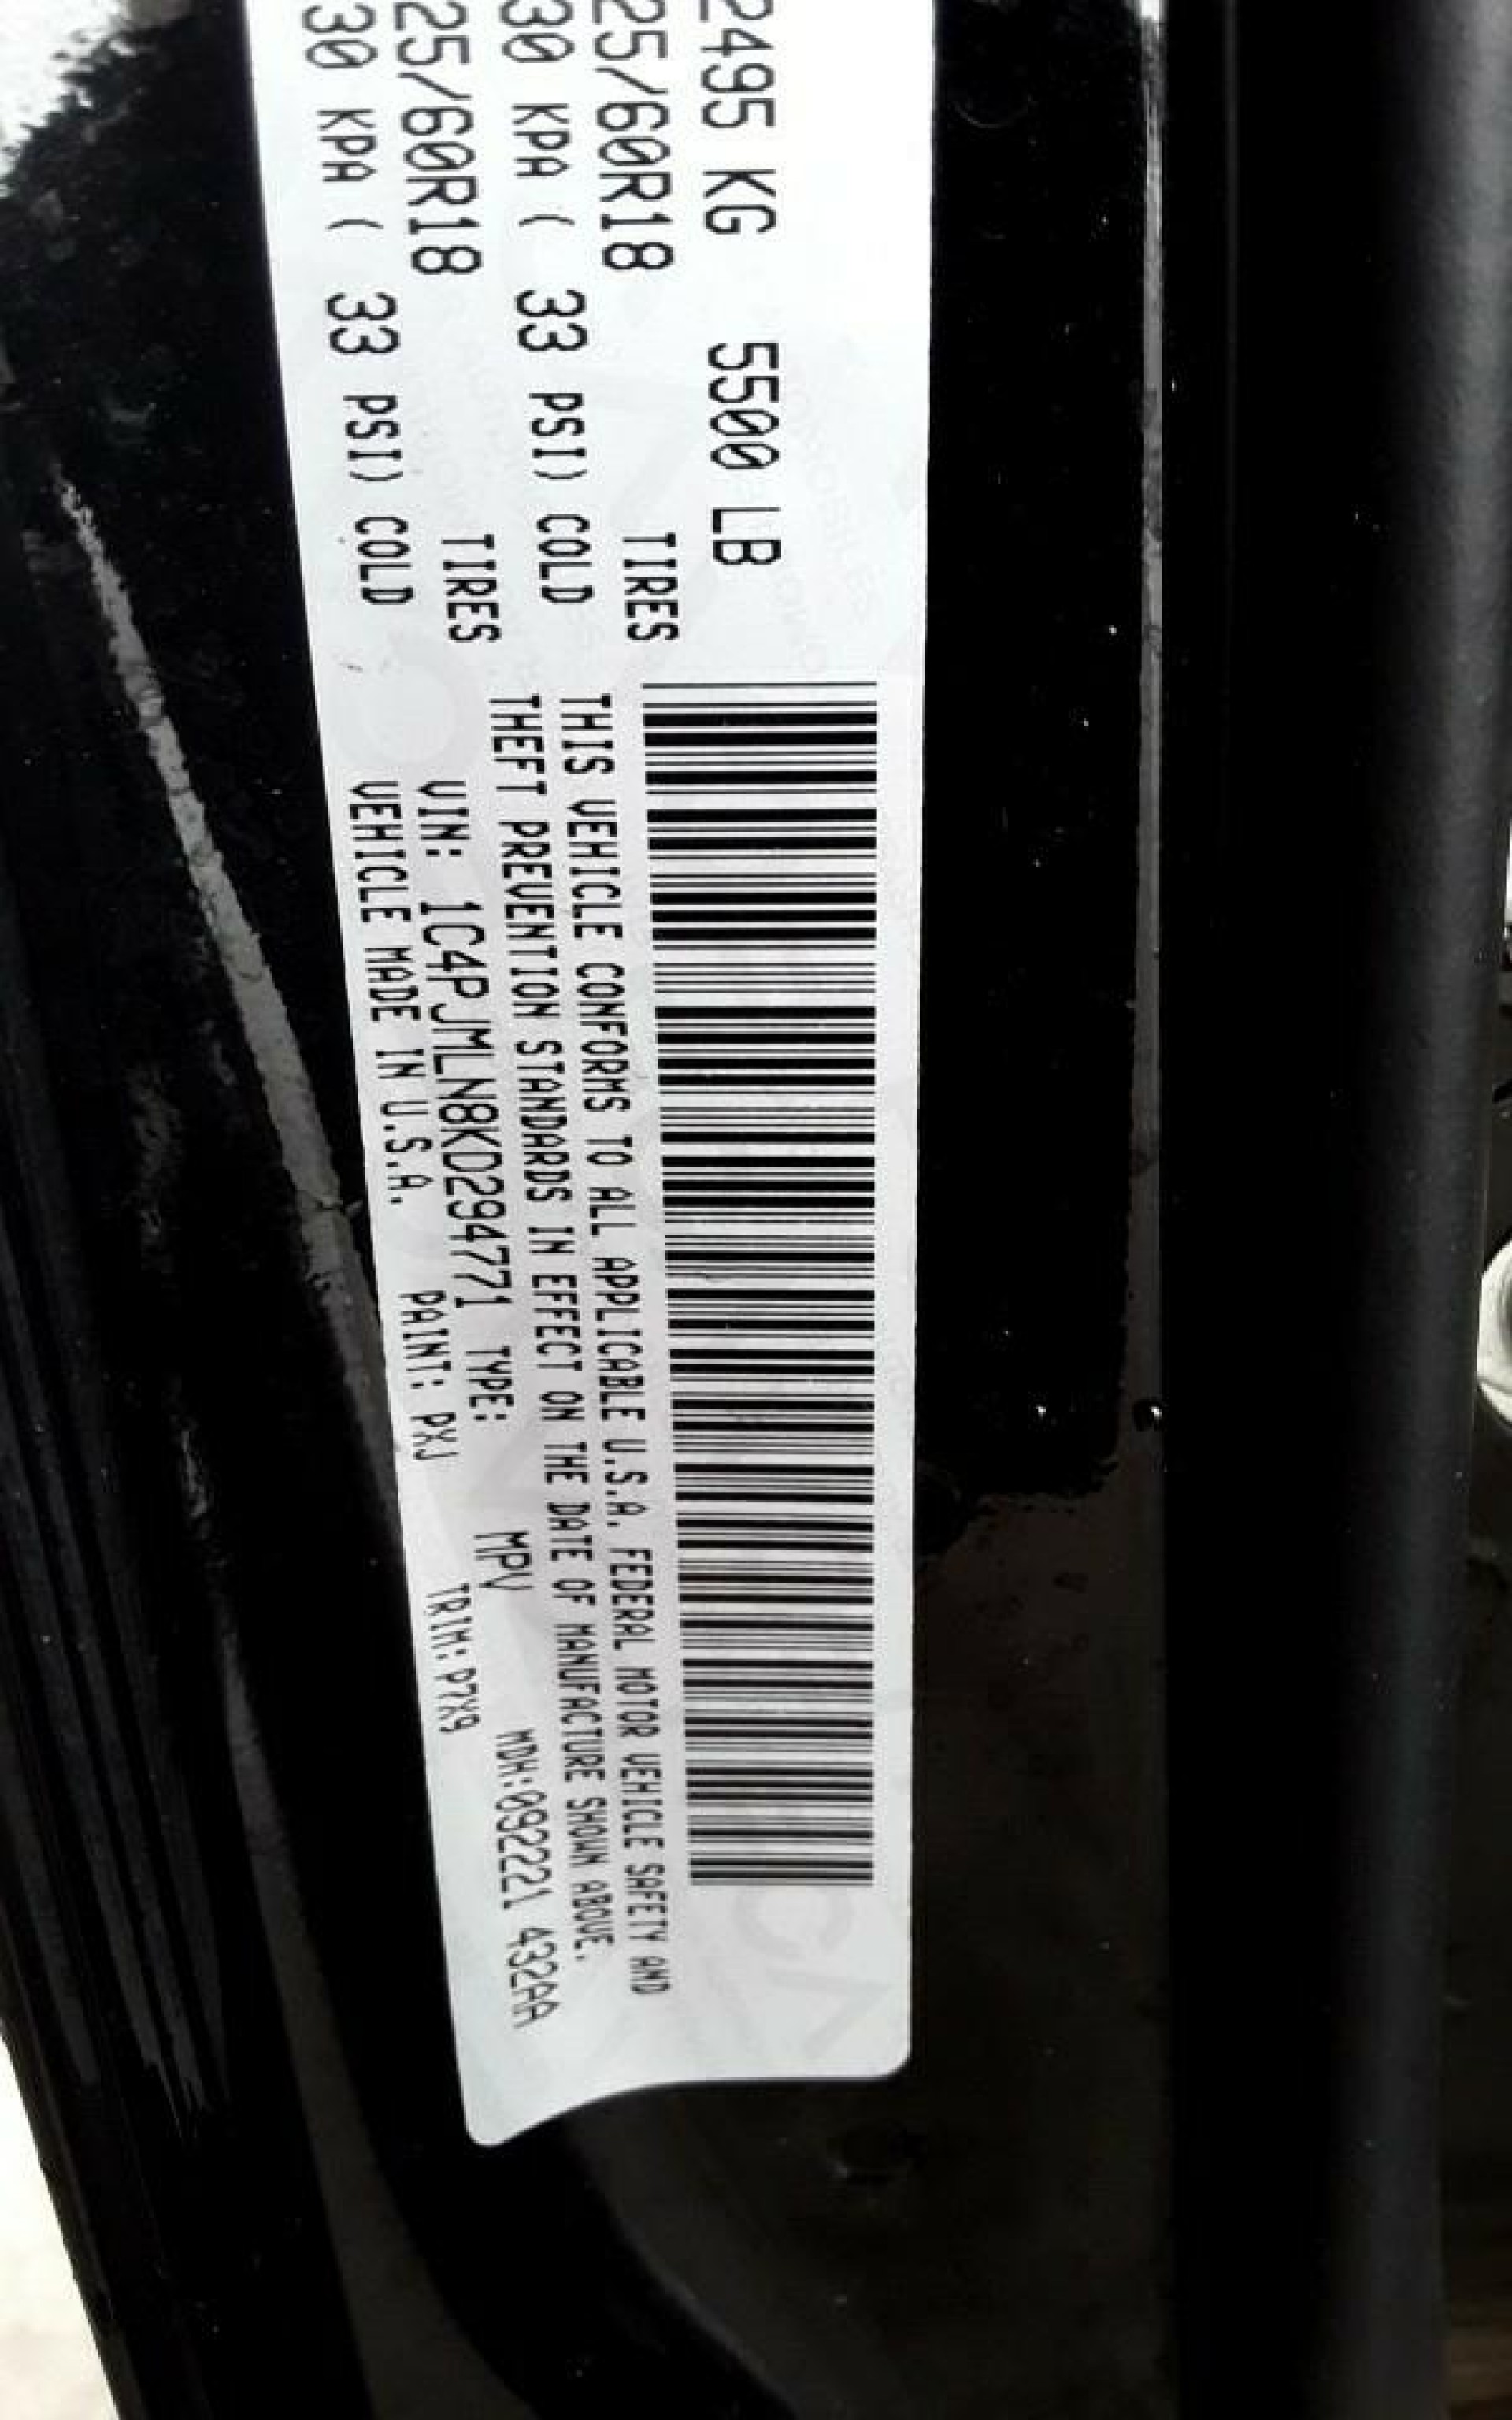 2495 KG 5500 LB
25/60R18 TIRES
30 KPA ( 33 PSI) COLD
25/60R18 TIRES
30 KPA ( 33 PSI) COLD
THIS VEHICLE CONFORMS TO ALL APPLICABLE U.S.A. FEDERAL MOTOR VEHICLE SAFETY AND
THEFT PREVENTION STANDARDS IN EFFECT ON THE DATE OF MANUFACTURE SHOWN ABOVE.
VIN: 1C4PJMLN8KD294771 TYPE: MPV MDH:092221 432AA
VEHICLE MADE IN U.S.A. PAINT: PXJ TRIM: P7X9